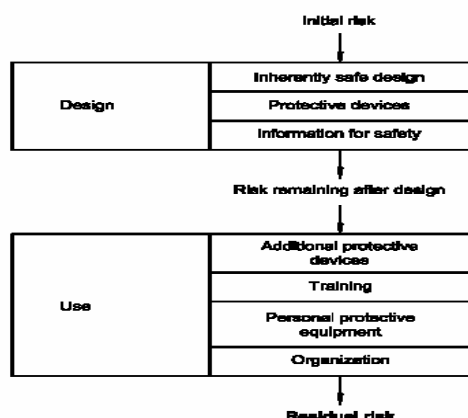 Initial risk
Design
Inherently safe design
Protective devices
Information for safety
Risk remaining after design
Use
Additional protective
devices
Training
Personal protective
equipment
Organization
Residual risk